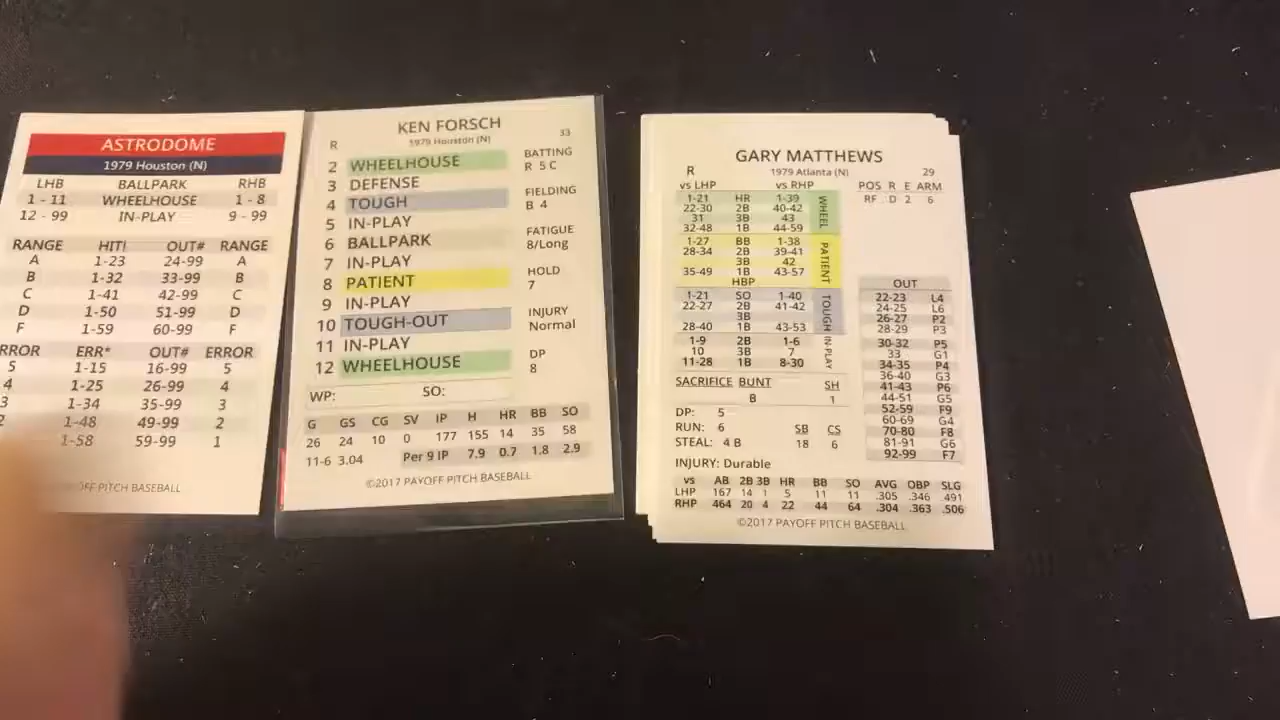 ASTRODOME
1979 Houston (N)
LHB BALLPARK RHB
1 - 11 WHEELHOUSE 1 - 8
12 - 99 IN-PLAY 9 - 99
RANGE HIT! OUT# RANGE
A 1-23 24-99 A
B 1-32 33-99 B
C 1-41 42-99 C
D 1-50 51-99 D
F 1-59 60-99 F
RROR ERR* OUT# ERROR
5 1-15 16-99 5
4 1-25 26-99 4
3 1-34 35-99 3
2 1-48 49-99 2
1-58 59-99 1
OFF PITCH BASEBALL
KEN FORSCH
R 1979 Houston (N) 33
2 WHEELHOUSE
3 DEFENSE
4 TOUGH
5 IN-PLAY
6 BALLPARK
7 IN-PLAY
8 PATIENT
9 IN-PLAY
10 TOUGH-OUT
11 IN-PLAY
12 WHEELHOUSE
BATTING
R 5 C
FIELDING
B 4
FATIGUE
8/Long
HOLD
7
INJURY
Normal
DP
8
WP: SO:
G GS CG SV IP H HR BB SO
26 24 10 0 177 155 14 35 58
11-6 3.04 Per 9 IP 7.9 0.7 1.8 2.9
©2017 PAYOFF PITCH BASEBALL
GARY MATTHEWS
R 1979 Atlanta (N) 29
vs LHP vs RHP
1-21 HR 1-39
22-30 2B 40-42
31 3B 43
32-48 1B 44-59
WHEEL
1-27 BB 1-38
28-34 2B 39-41
3B 42
35-49 1B 43-57
HBP
PATIENT
1-21 SO 1-40
22-27 2B 41-42
3B
28-40 1B 43-53
TOUGH
1-9 2B 1-6
10 3B 7
11-28 1B 8-30
IN-PLAY
SACRIFICE BUNT SH
B 1
DP: 5
RUN: 6 SB CS
STEAL: 4 B 18 6
INJURY: Durable
POS R E ARM
RF D 2 6
OUT
22-23 L4
24-25 L6
26-27 P2
28-29 P3
30-32 P5
33 G1
34-35 P4
36-40 G3
41-43 P6
44-51 G5
52-59 F9
60-69 G4
70-80 F8
81-91 G6
92-99 F7
vs AB 2B 3B HR BB SO AVG OBP SLG
LHP 167 14 1 5 11 11 .305 .346 .491
RHP 464 20 4 22 44 64 .304 .363 .506
©2017 PAYOFF PITCH BASEBALL